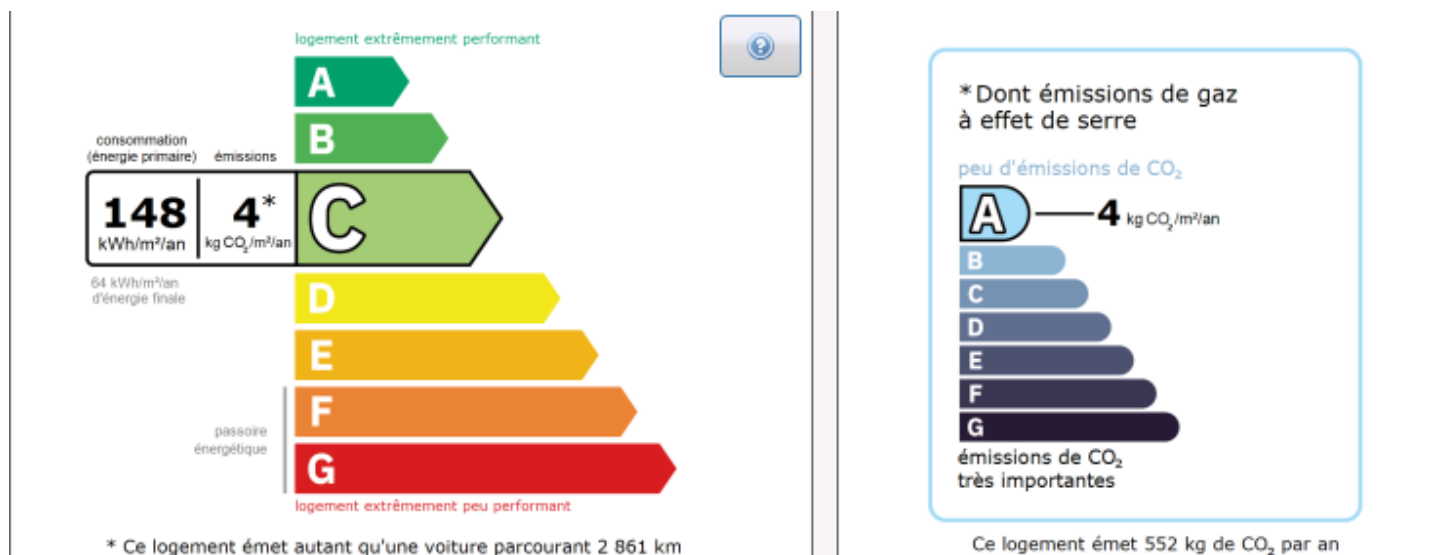 logement extrêmement performant
A
B
consommation
(énergie primaire)
émissions
148
kWh/m²/an
4*
kg CO₂/m²/an
C
64 kWh/m²/an
d'énergie finale
D
E
F
passoire
énergétique
G
logement extrêmement peu performant
* Ce logement émet autant qu'une voiture parcourant 2 861 km
?
*Dont émissions de gaz
à effet de serre
peu d'émissions de CO₂
A
4 kg CO₂/m²/an
B
C
D
E
F
G
émissions de CO₂
très importantes
Ce logement émet 552 kg de CO₂ par an